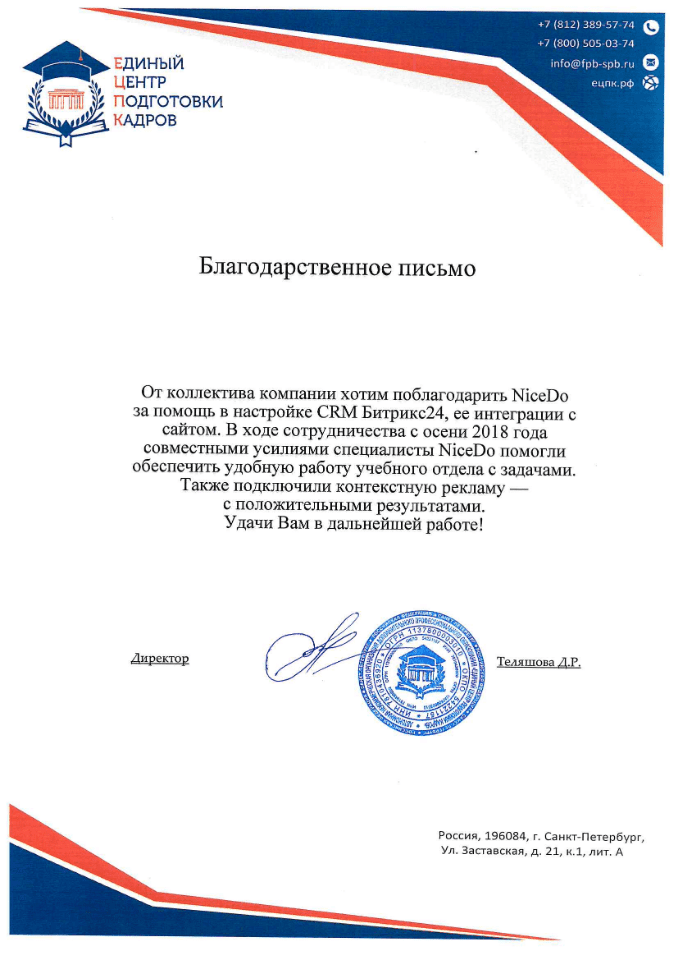 +7 (812) 389-57-74
+7 (800) 505-03-74
info@fpb-spb.ru
ецпк.рф
ЕДИНЫЙ
ЦЕНТР
ПОДГОТОВКИ
КАДРОВ
Благодарственное письмо
От коллектива компании хотим поблагодарить NiceDo
за помощь в настройке CRM Битрикс24, ее интеграции с
сайтом. В ходе сотрудничества с осени 2018 года
совместными усилиями специалисты NiceDo помогли
обеспечить удобную работу учебного отдела с задачами.
Также подключили контекстную рекламу —
с положительными результатами.
Удачи Вам в дальнейшей работе!
Директор
Теляшова Д.Р.
Россия, 196084, г. Санкт-Петербург,
Ул. Заставская, д. 21, к.1, лит. А